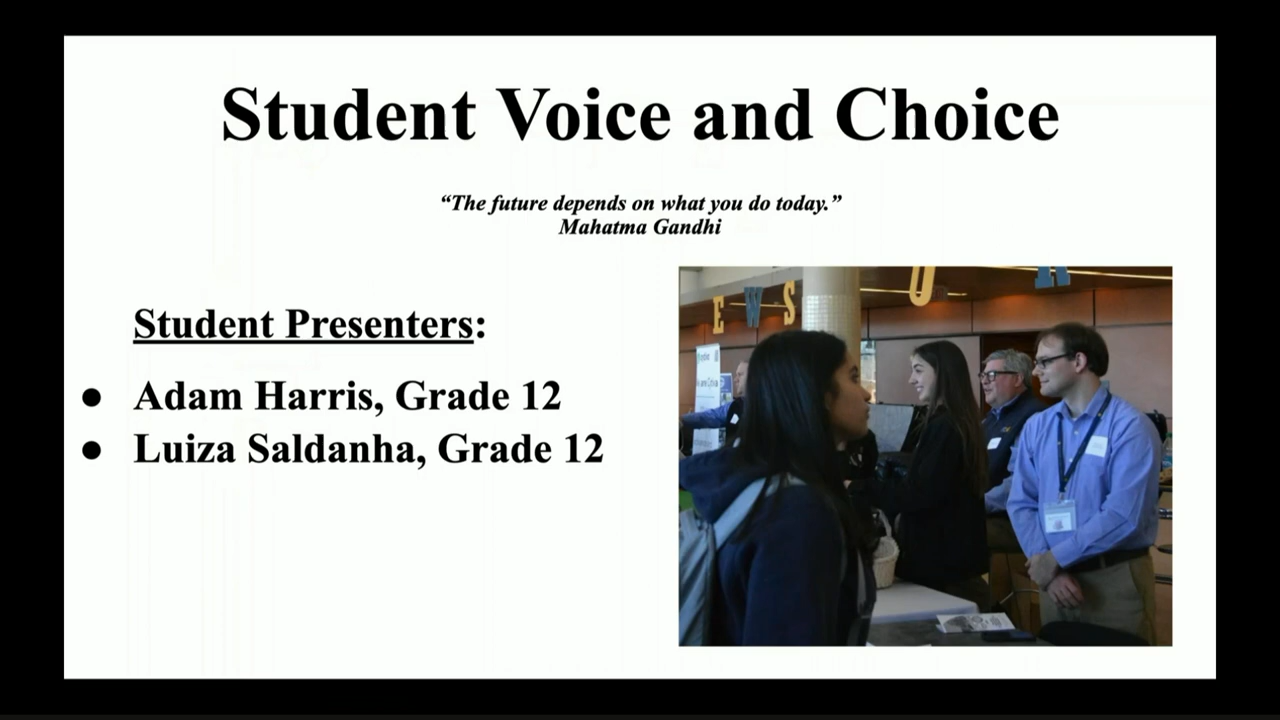 Student Voice and Choice
“The future depends on what you do today.”
Mahatma Gandhi
Student Presenters:
● Adam Harris, Grade 12
● Luiza Saldanha, Grade 12
E W S